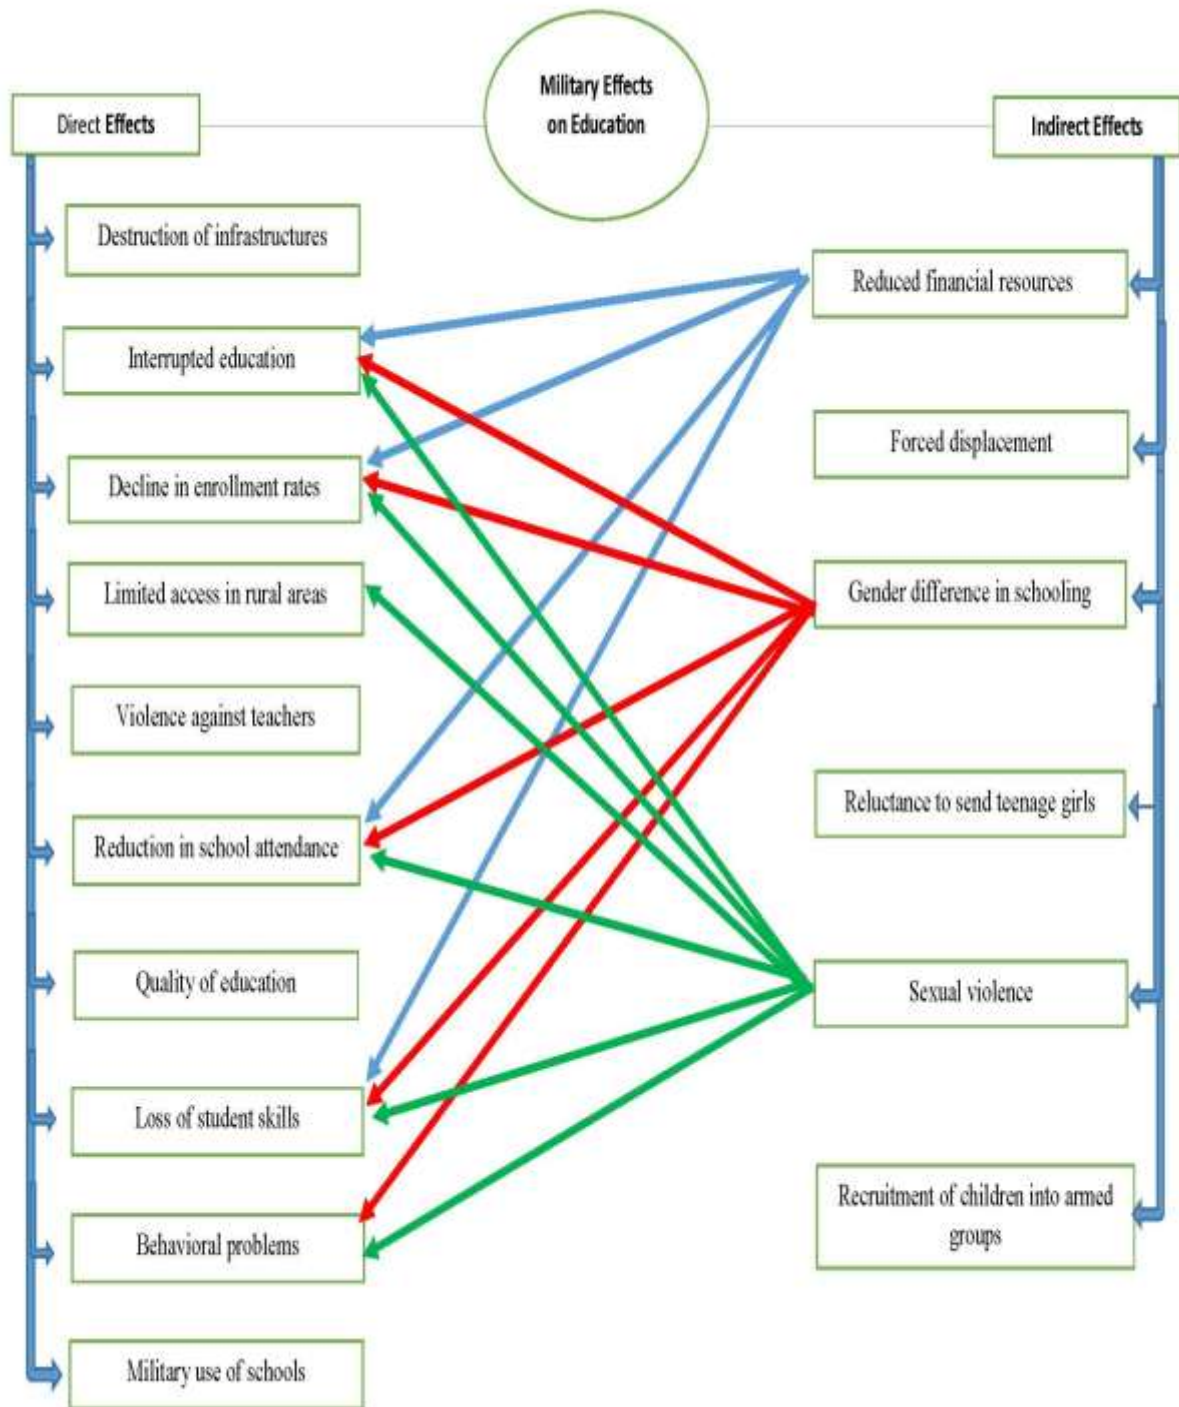 Military Effects
on Education
Direct Effects
Indirect Effects
Destruction of infrastructures
Interrupted education
Decline in enrollment rates
Limited access in rural areas
Violence against teachers
Reduction in school attendance
Quality of education
Loss of student skills
Behavioral problems
Military use of schools
Reduced financial resources
Forced displacement
Gender difference in schooling
Reluctance to send teenage girls
Sexual violence
Recruitment of children into armed
groups